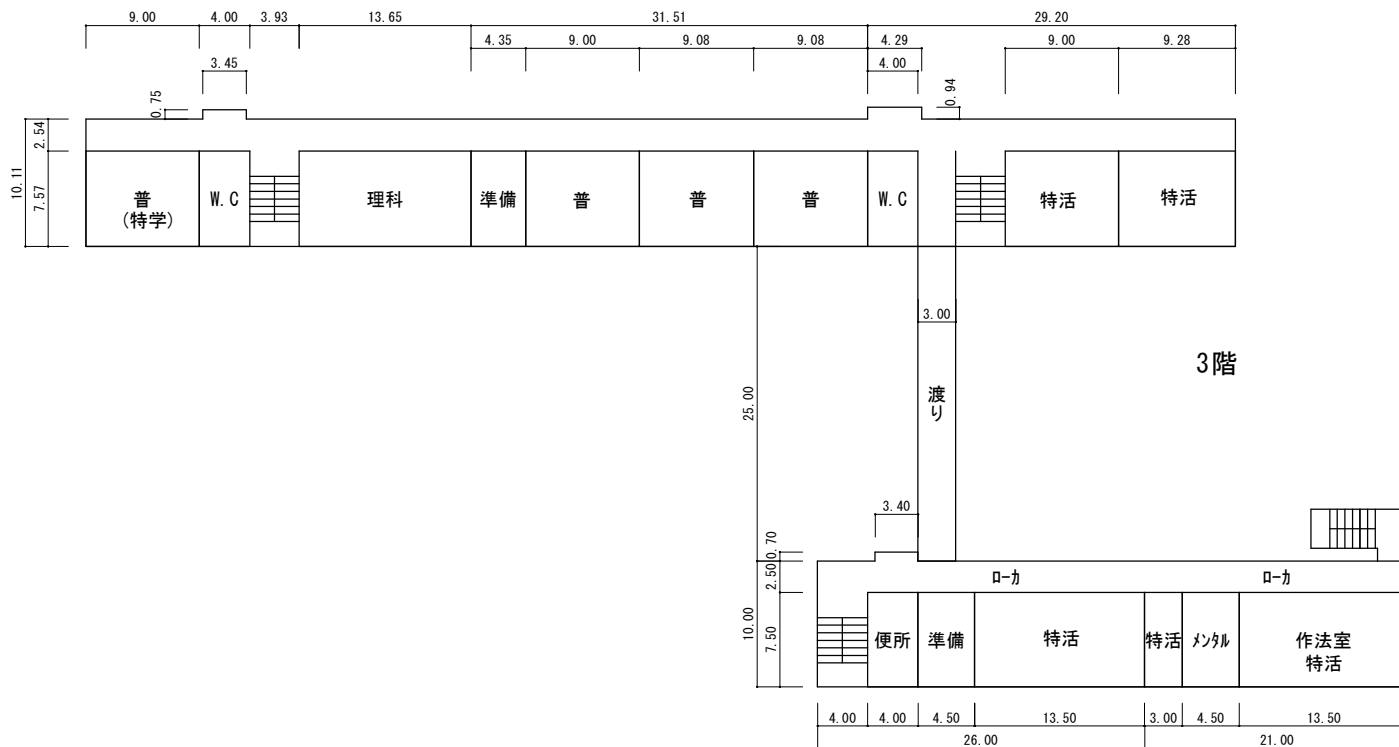 9.00 4.00 3.93 13.65 31.51 29.20
4.35 9.00 9.08 9.08 4.29 9.00 9.28
3.45 4.00
0.75 0.94
2.54
10.11
7.57
普
(特学)
W.C
理科
準備
普
普
普
W.C
特活
特活
3.00
3階
25.00
渡り
3.40
0.70
2.50
ﾛｰｶ ﾛｰｶ
10.00
7.50
便所
準備
特活
特活
ﾒﾝﾀﾙ
作法室
特活
4.00 4.00 4.50 13.50 3.00 4.50 13.50
26.00 21.00